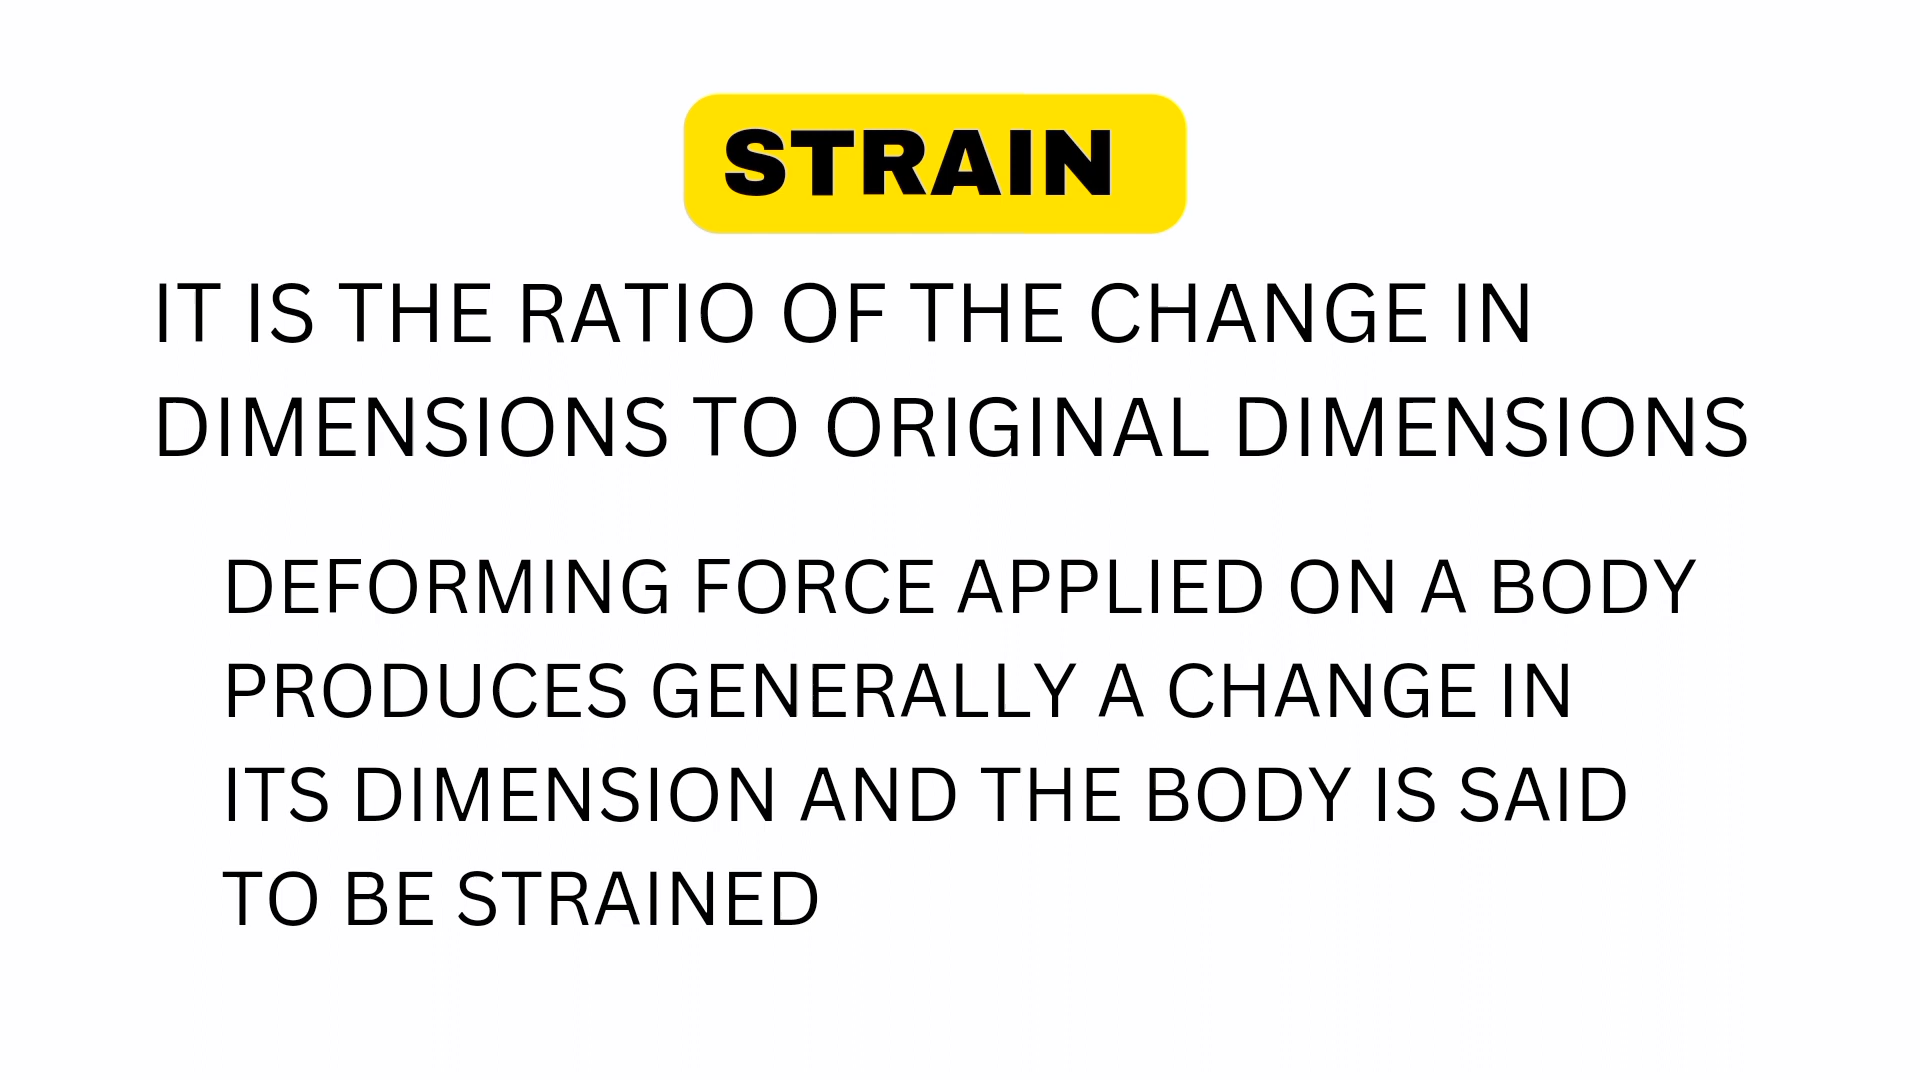 STRAIN
IT IS THE RATIO OF THE CHANGE IN
DIMENSIONS TO ORIGINAL DIMENSIONS
DEFORMING FORCE APPLIED ON A BODY
PRODUCES GENERALLY A CHANGE IN
ITS DIMENSION AND THE BODY IS SAID
TO BE STRAINED